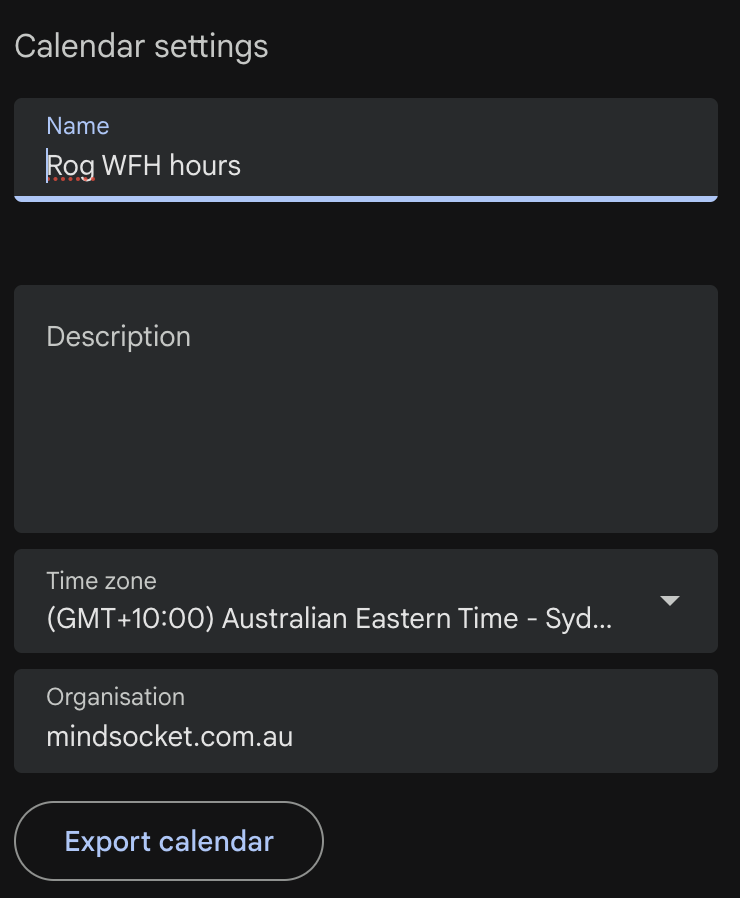 Calendar settings
Name
Rog WFH hours
Description
Time zone
(GMT+10:00) Australian Eastern Time - Syd...
Organisation
mindsocket.com.au
Export calendar